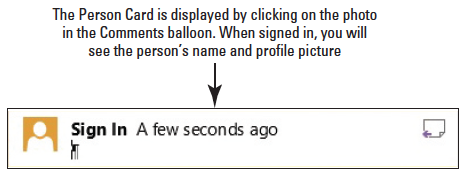 The Person Card is displayed by clicking on the photo
in the Comments balloon. When signed in, you will
see the person's name and profile picture
Sign In A few seconds ago
¶